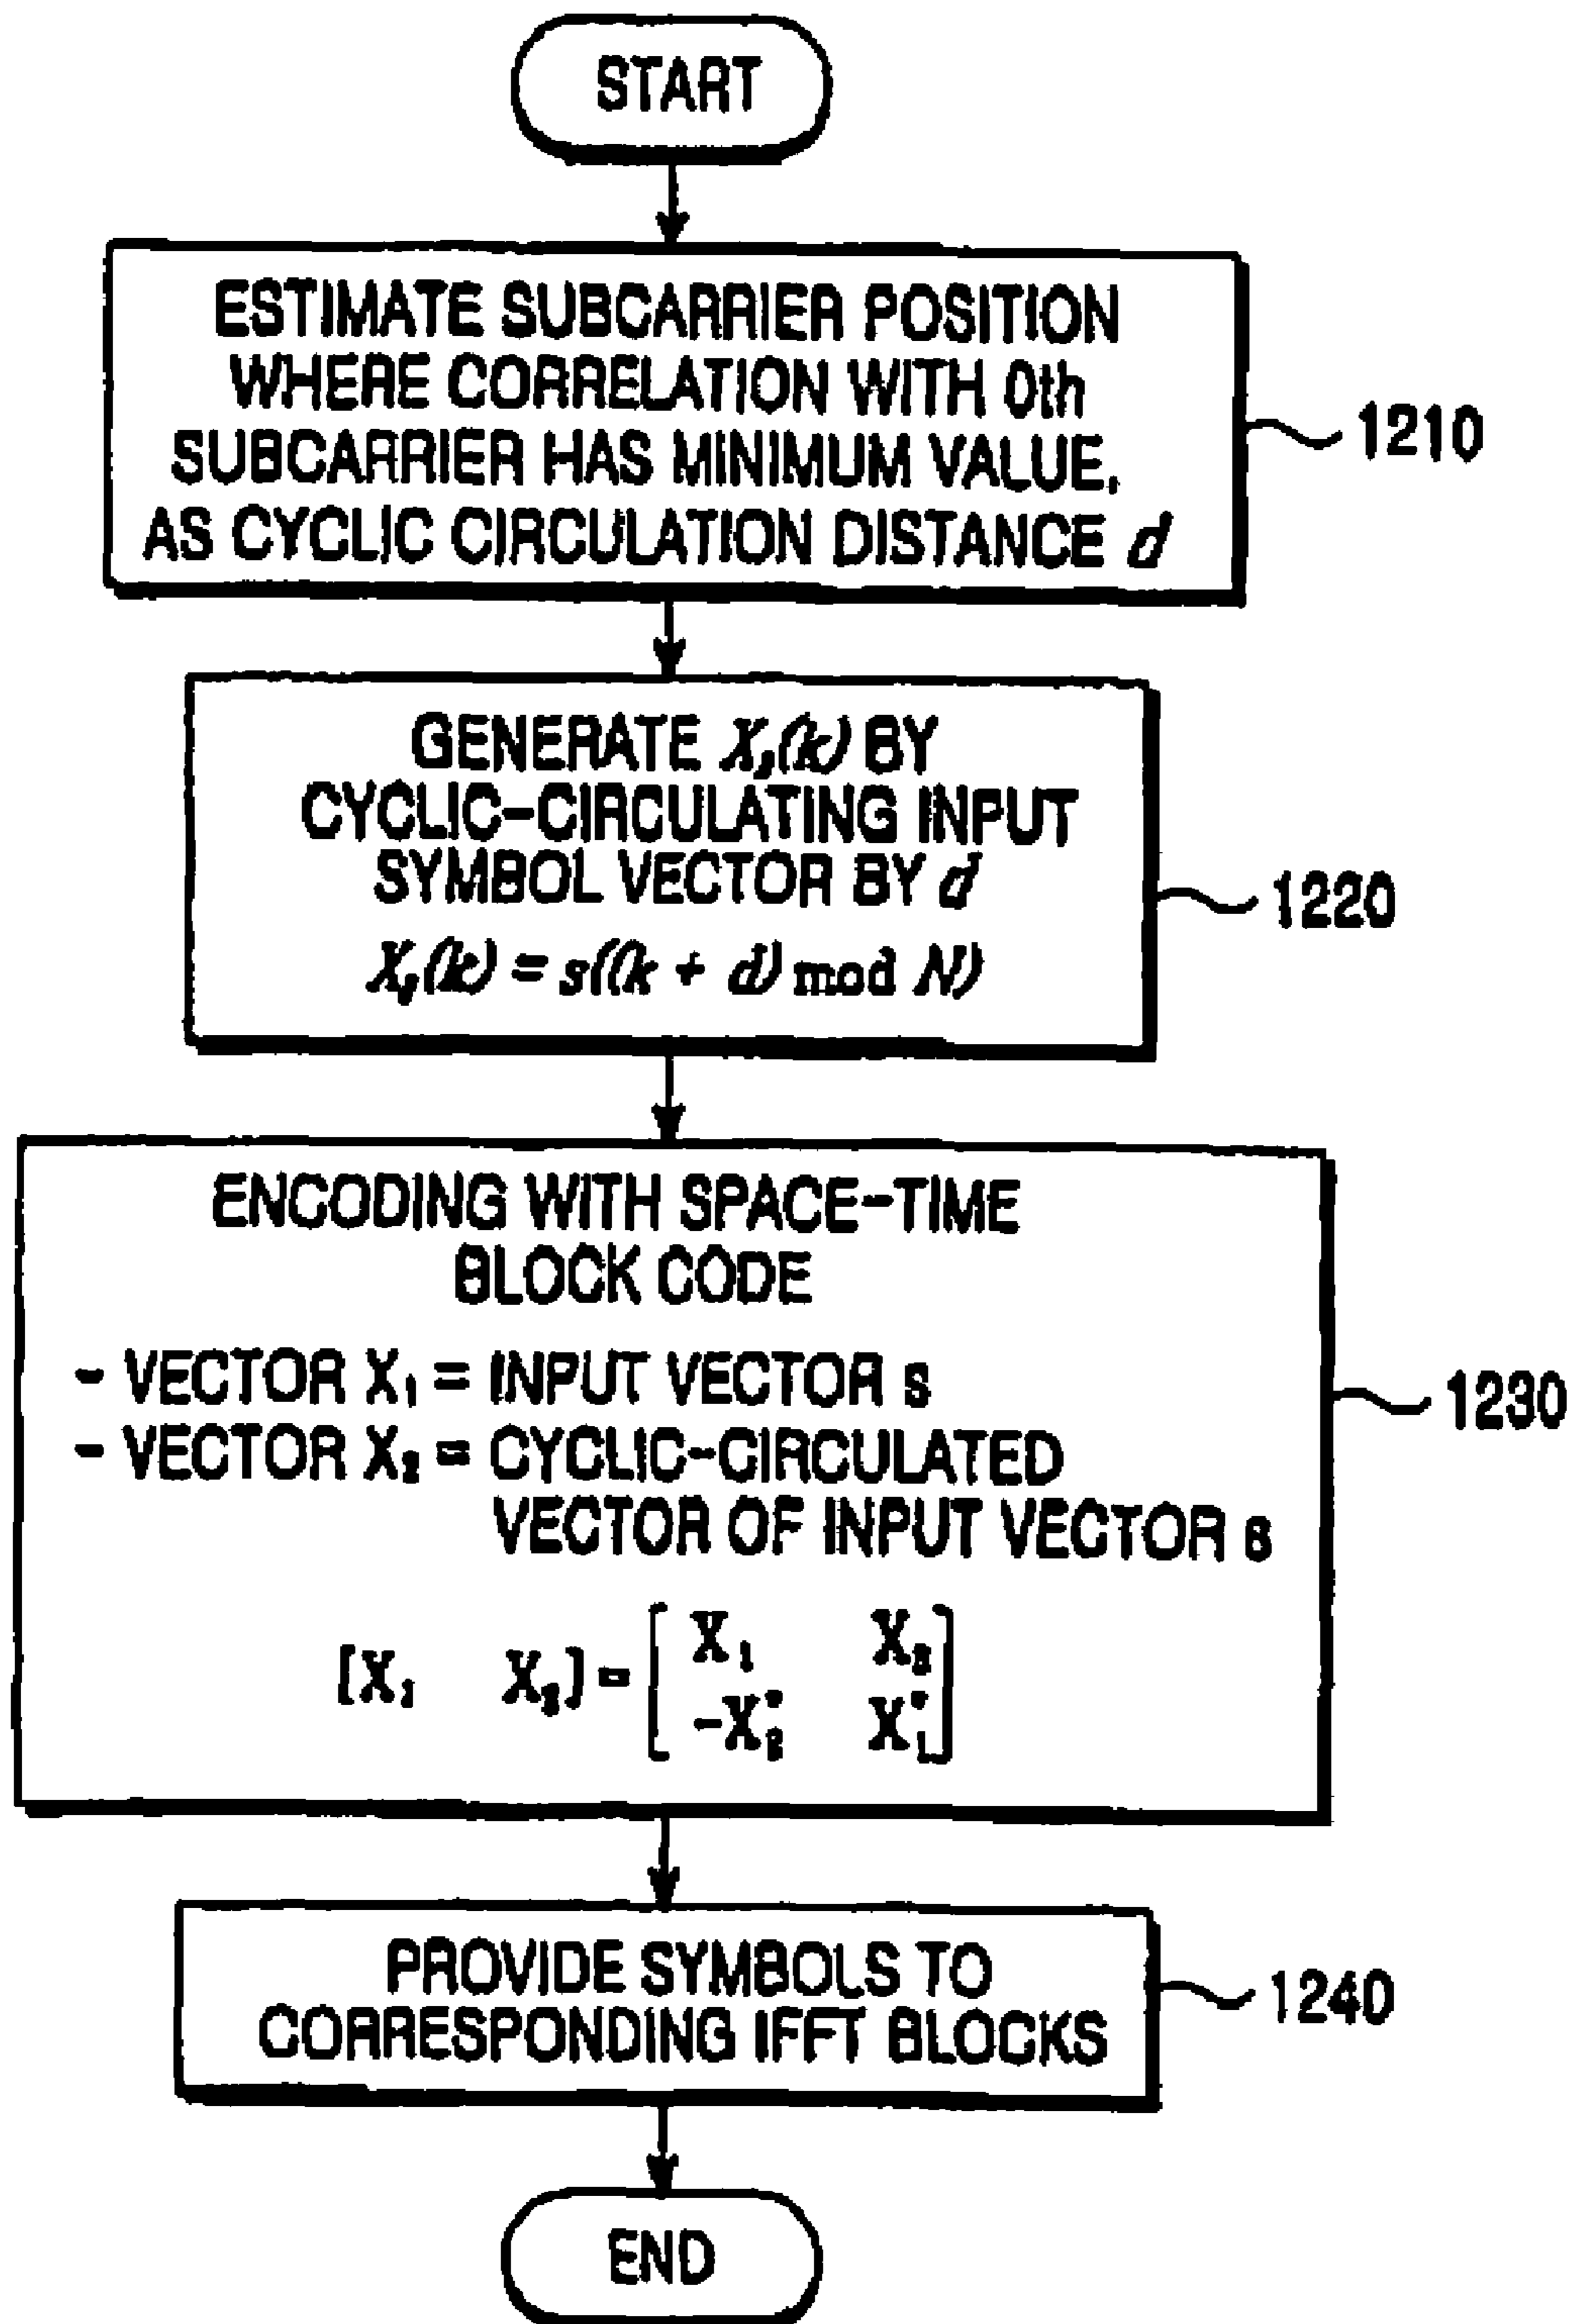 START
ESTIMATE SUBCARRIER POSITION
WHERE CORRELATION WITH 0th
SUBCARRIER HAS MINIMUM VALUE,
AS CYCLIC CIRCULATION DISTANCE d
1210
GENERATE (k) BY
CYCLIC-CIRCULATING INPUT
SYMBOL VECTOR BY d
(k) = s((k + d) mod N)
1220
ENCODING WITH SPACE-TIME
BLOCK CODE
- VECTOR X₁ = INPUT VECTOR s
- VECTOR X₂ = CYCLIC-CIRCULATED
VECTOR OF INPUT VECTOR s
1230
[X₁ X₂] = [ X₁ X₂
-X₂* X₁* ]
PROVIDE SYMBOLS TO
CORRESPONDING IFFT BLOCKS
1240
END